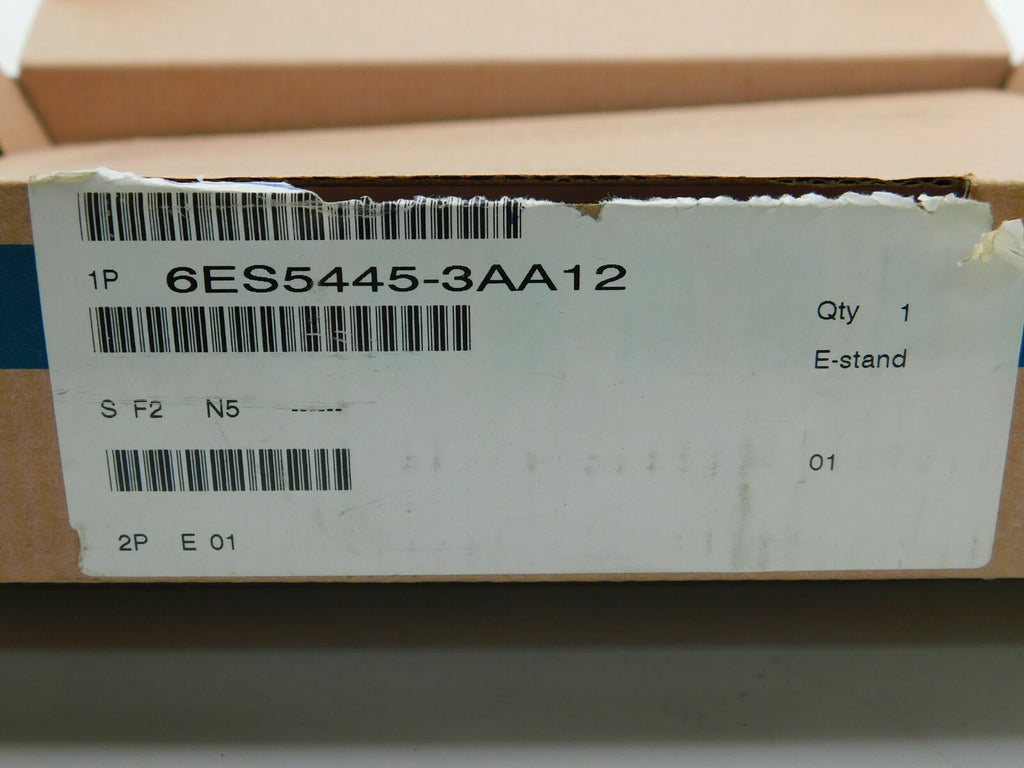 1P 6ES5445-3AA12
Qty 1
E-stand
S F2 N5 ------
01
2P E 01